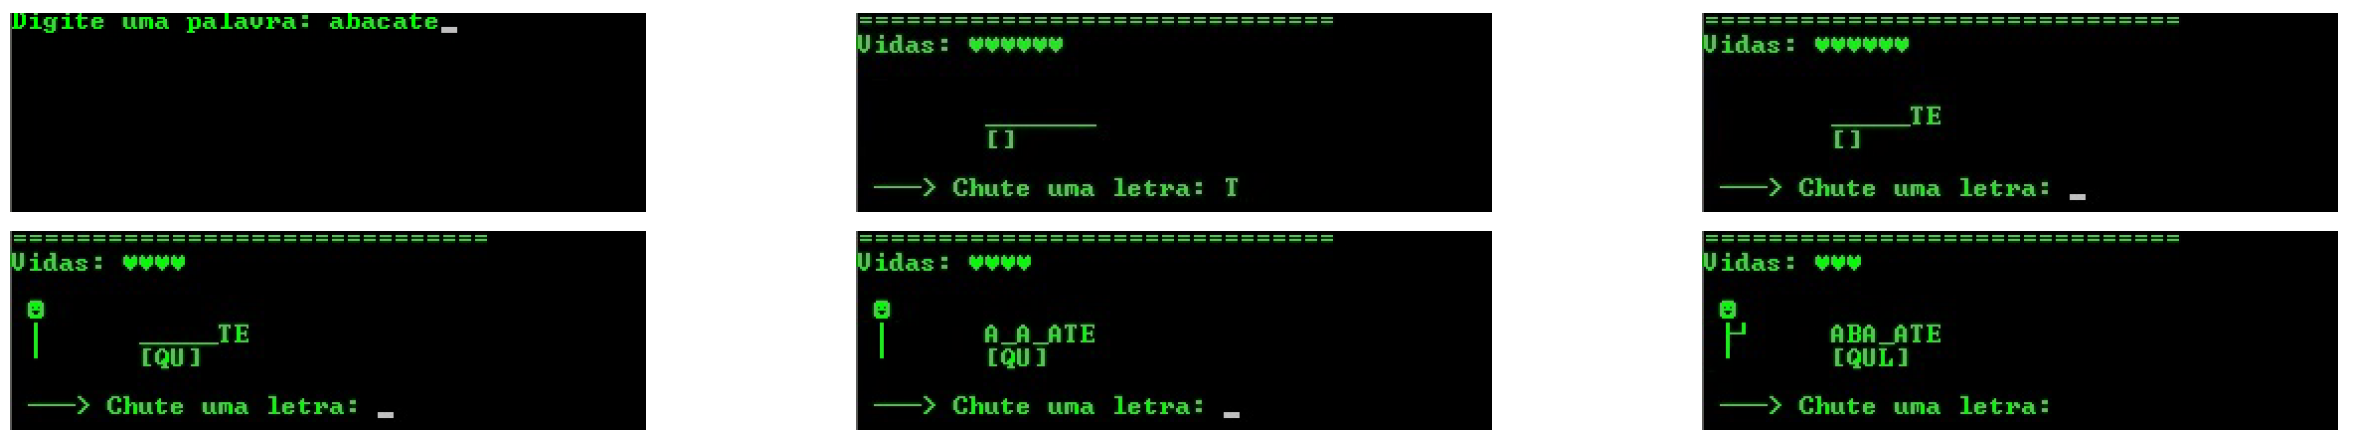 Digite uma palavra: abacate_
==============================
Vidas: ♥♥♥♥♥♥
_______
[]
───> Chute uma letra: T
==============================
Vidas: ♥♥♥♥♥♥
_____TE
[]
───> Chute uma letra: _
==============================
Vidas: ♥♥♥♥
_____TE
[QU]
───> Chute uma letra: _
==============================
Vidas: ♥♥♥♥
A_A_ATE
[QU]
───> Chute uma letra: _
==============================
Vidas: ♥♥♥
ABA_ATE
[QUL]
───> Chute uma letra: